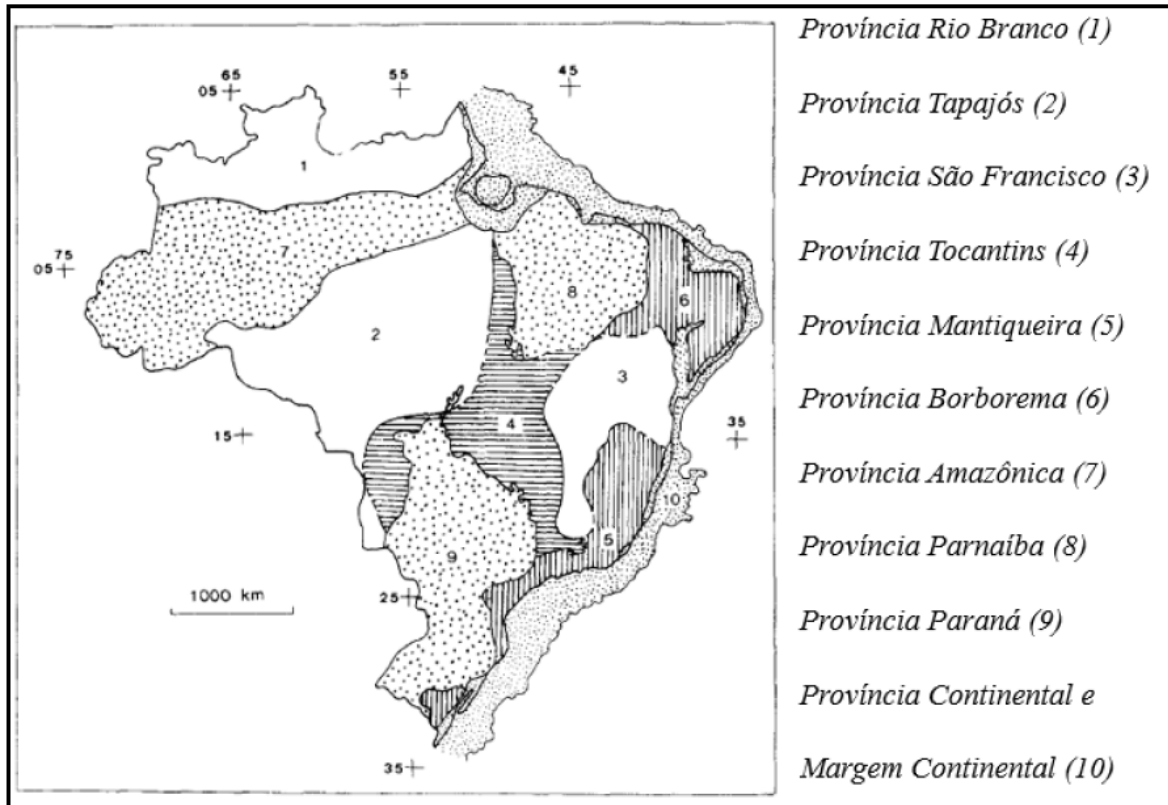 65
05
55
45
1
7
75
05
8
6
2
3
15
4
35
10
5
9
1000 km
25
35
Província Rio Branco (1)
Província Tapajós (2)
Província São Francisco (3)
Província Tocantins (4)
Província Mantiqueira (5)
Província Borborema (6)
Província Amazônica (7)
Província Parnaíba (8)
Província Paraná (9)
Província Continental e
Margem Continental (10)